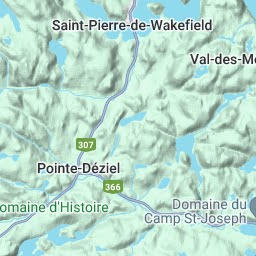 Saint-Pierre-de-Wakefield
Val-des-Mo
307
Pointe-Déziel
366
omaine d'Histoire
Domaine du
Camp St-Joseph